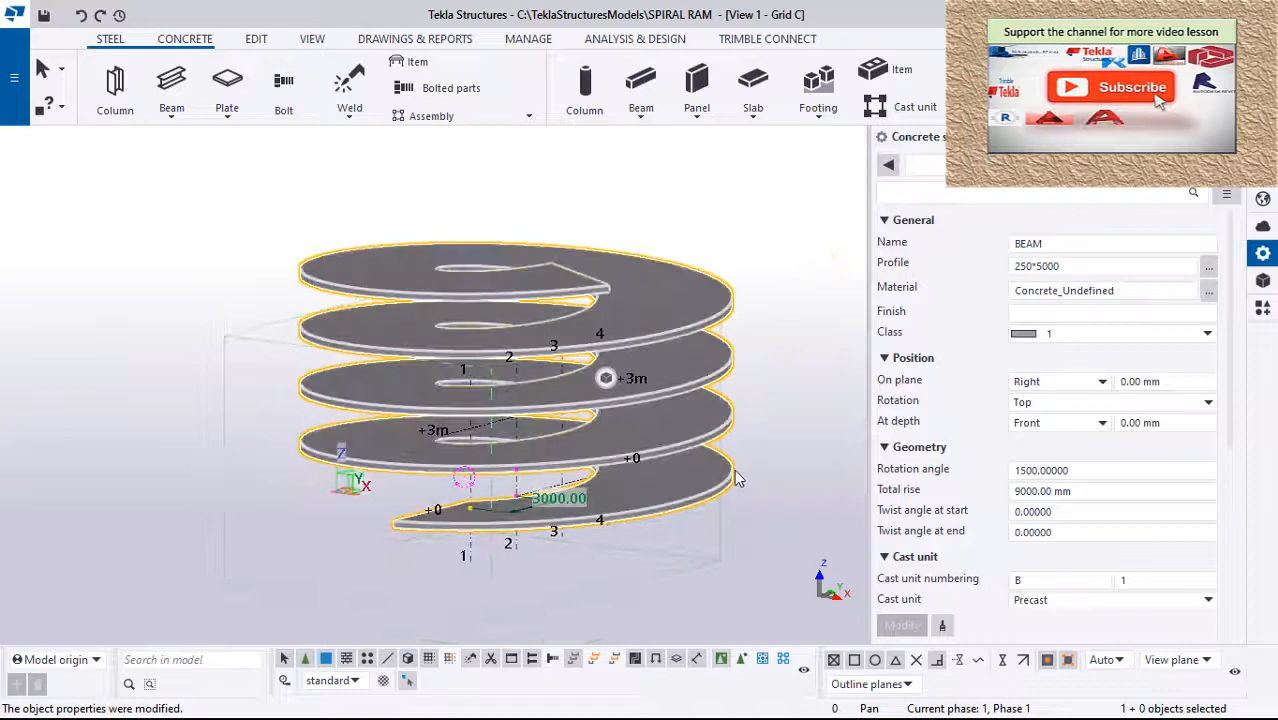 Tekla Structures - C:\TeklaStructuresModels\SPIRAL RAM - [View 1 - Grid C]
Support the channel for more video lesson
Subscribe
Trimble
Tekla
STEEL CONCRETE EDIT VIEW DRAWINGS & REPORTS MANAGE ANALYSIS & DESIGN TRIMBLE CONNECT
Column Beam Plate Bolt Weld
Item
Bolted parts
Assembly
Column Beam Panel Slab Footing
Item
Cast unit
Concrete s
General
Name BEAM
Profile 250*5000 ...
Material Concrete_Undefined ...
Finish
Class 1
Position
On plane Right 0.00 mm
Rotation Top
At depth Front 0.00 mm
Geometry
Rotation angle 1500.00000
Total rise 9000.00 mm
Twist angle at start 0.00000
Twist angle at end 0.00000
Cast unit
Cast unit numbering B 1
Cast unit Precast
Modify
4
3
2
1
+3m
+3m
+0
3000.00
+0
4
3
2
1
Z
Y
X
Z
Y
X
Model origin Search in model
standard
Auto View plane
Outline planes
The object properties were modified. 0 Pan Current phase: 1, Phase 1 1 + 0 objects selected